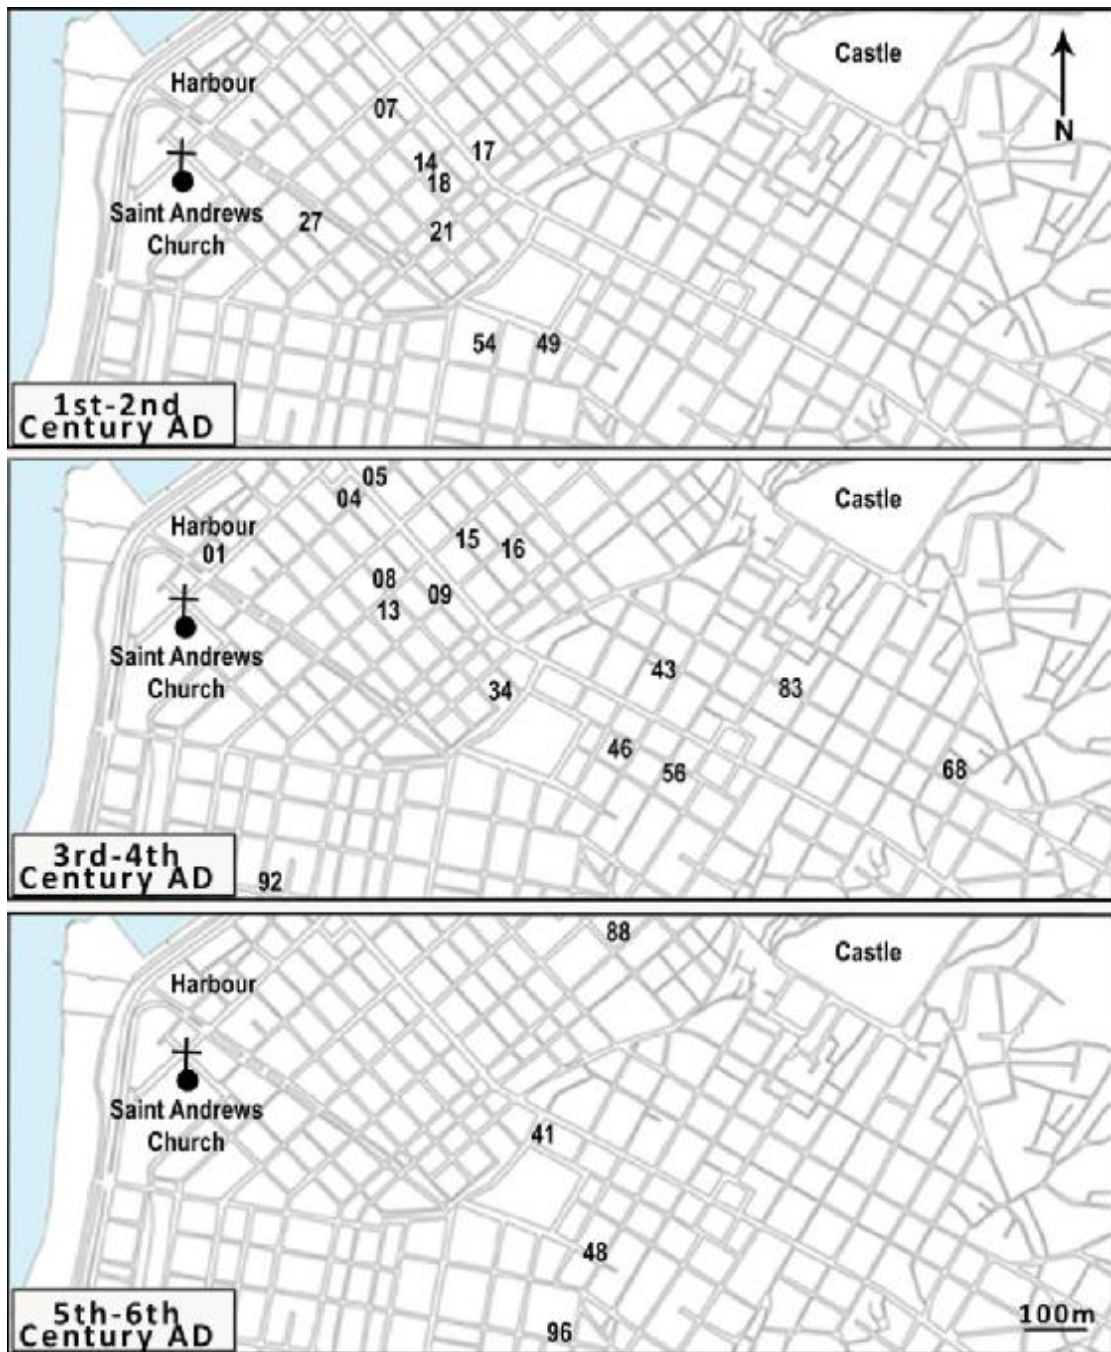 Castle
Harbour
07
N
17
14
18
Saint Andrews
Church
27
21
54
49
1st-2nd
Century AD
05
04
Castle
Harbour
01
15
16
08
09
13
Saint Andrews
Church
43
34
83
46
56
68
3rd-4th
Century AD
92
88
Castle
Harbour
Saint Andrews
Church
41
48
5th-6th
Century AD
96
100m